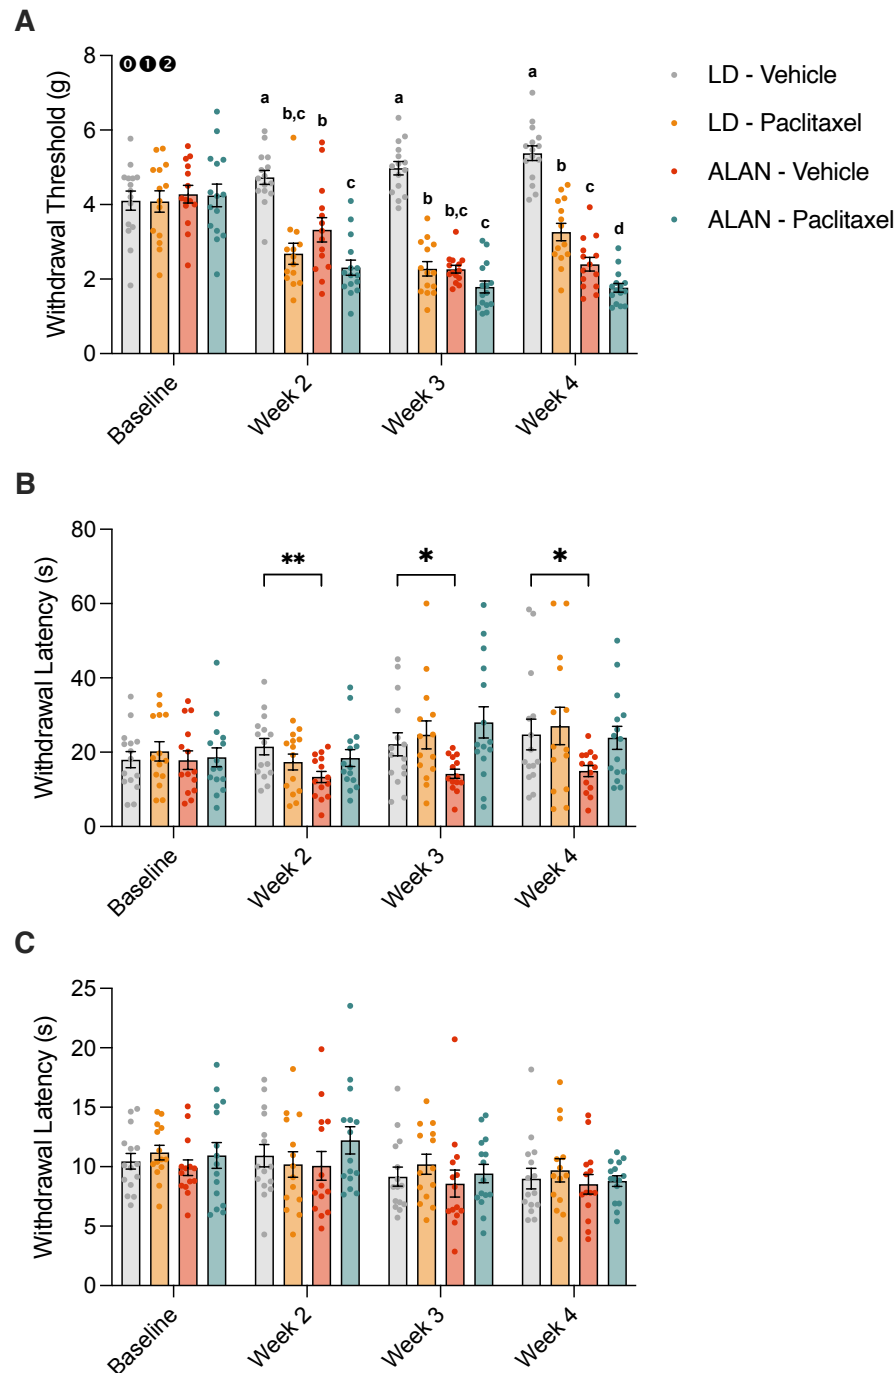 A
⓿❶❷
Withdrawal Threshold (g)
8
6
4
2
0
a
b,c
b
c
a
b
b,c
c
a
b
c
d
Baseline
Week 2
Week 3
Week 4
LD - Vehicle
LD - Paclitaxel
ALAN - Vehicle
ALAN - Paclitaxel
B
Withdrawal Latency (s)
80
60
40
20
0
**
*
*
Baseline
Week 2
Week 3
Week 4
C
Withdrawal Latency (s)
25
20
15
10
5
0
Baseline
Week 2
Week 3
Week 4